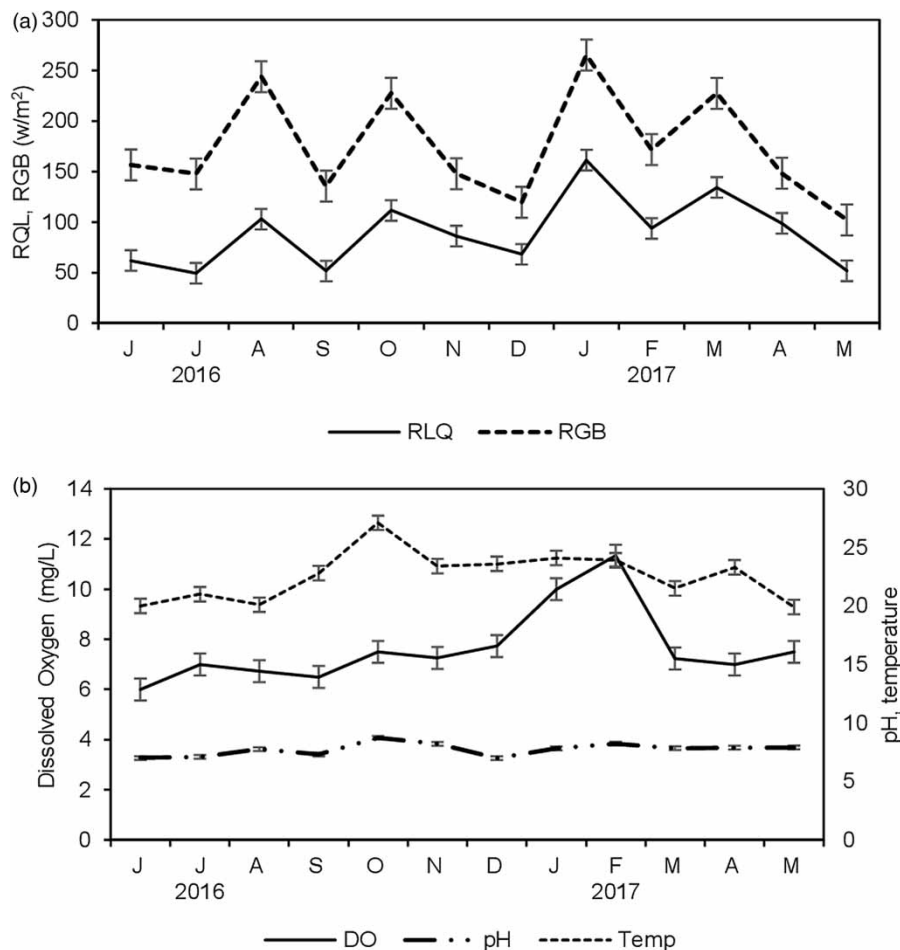 (a)
300
250
200
150
100
50
0
RQL, RGB (w/m²)
J J A S O N D J F M A M
2016 2017
RLQ RGB
(b)
14 30
12 25
10 20
8 15
6 10
4 5
2 0
0
Dissolved Oxygen (mg/L)
pH, temperature
J J A S O N D J F M A M
2016 2017
DO pH Temp